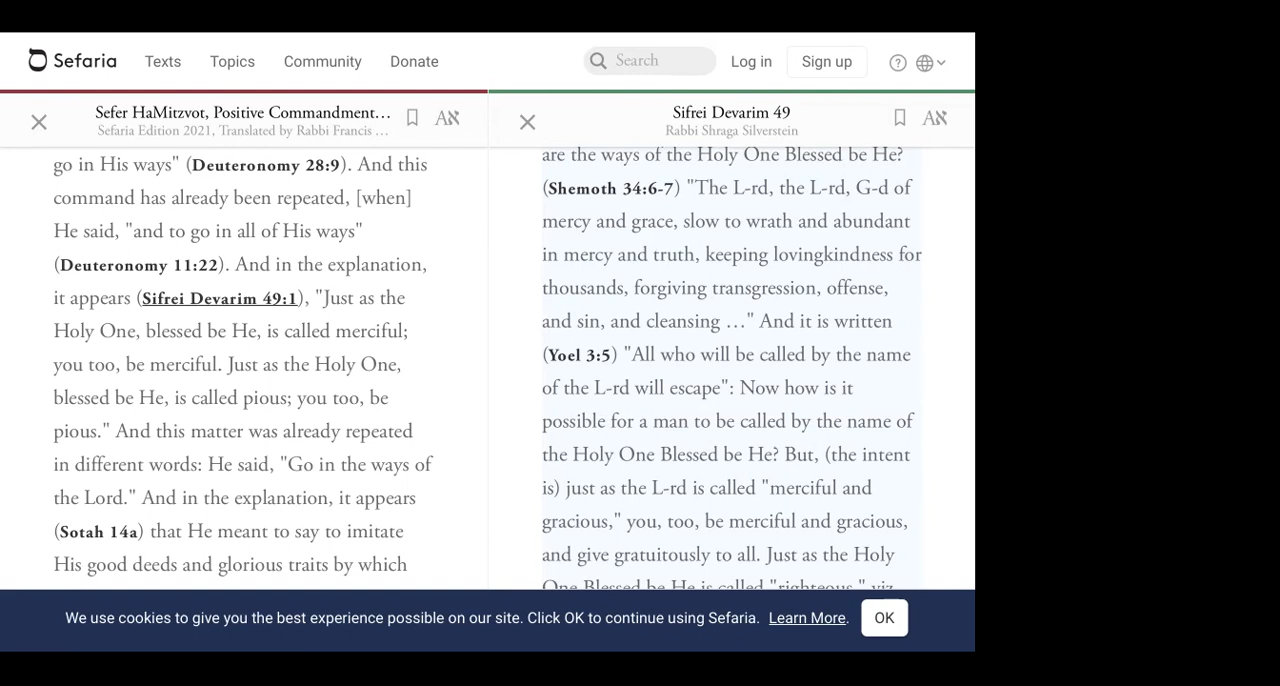 Sefaria Texts Topics Community Donate Search Log in Sign up
Sefer HaMitzvot, Positive Commandment…
Sefaria Edition 2021, Translated by Rabbi Francis …
Aא
go in His ways" (Deuteronomy 28:9). And this
command has already been repeated, [when]
He said, "and to go in all of His ways"
(Deuteronomy 11:22). And in the explanation,
it appears (Sifrei Devarim 49:1), "Just as the
Holy One, blessed be He, is called merciful;
you too, be merciful. Just as the Holy One,
blessed be He, is called pious; you too, be
pious." And this matter was already repeated
in different words: He said, "Go in the ways of
the Lord." And in the explanation, it appears
(Sotah 14a) that He meant to say to imitate
His good deeds and glorious traits by which
Sifrei Devarim 49
Rabbi Shraga Silverstein
Aא
are the ways of the Holy One Blessed be He?
(Shemoth 34:6-7) "The L-rd, the L-rd, G-d of
mercy and grace, slow to wrath and abundant
in mercy and truth, keeping lovingkindness for
thousands, forgiving transgression, offense,
and sin, and cleansing …" And it is written
(Yoel 3:5) "All who will be called by the name
of the L-rd will escape": Now how is it
possible for a man to be called by the name of
the Holy One Blessed be He? But, (the intent
is) just as the L-rd is called "merciful and
gracious," you, too, be merciful and gracious,
and give gratuitously to all. Just as the Holy
One Blessed be He is called "righteous," viz.
We use cookies to give you the best experience possible on our site. Click OK to continue using Sefaria. Learn More. OK